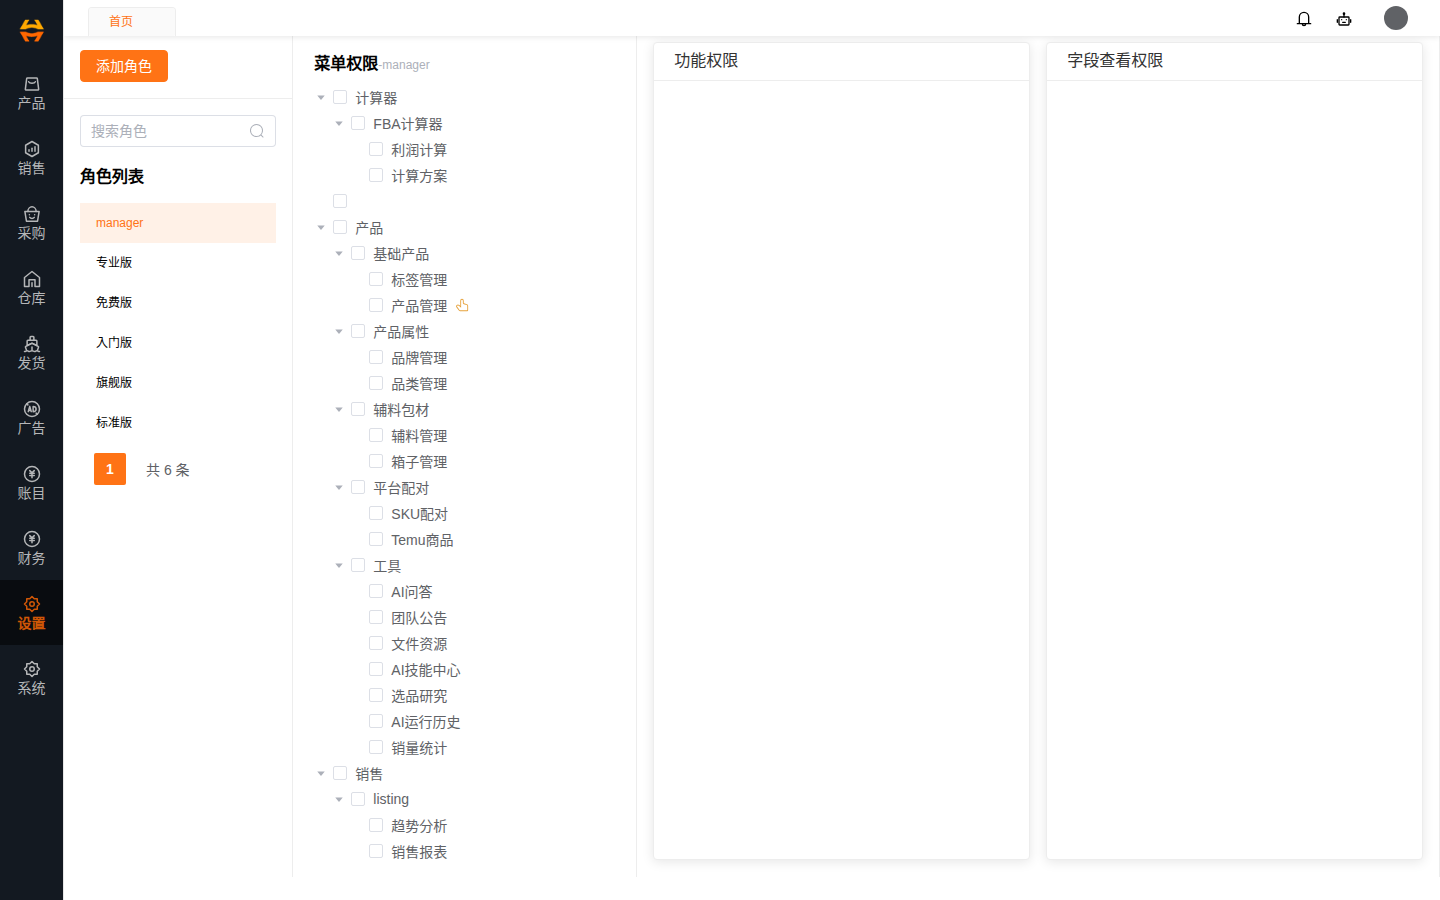 首页
产品
销售
采购
仓库
发货
广告
账目
财务
设置
系统
添加角色
搜索角色
角色列表
manager
专业版
免费版
入门版
旗舰版
标准版
1 共 6 条
菜单权限-manager
计算器
FBA计算器
利润计算
计算方案
产品
基础产品
标签管理
产品管理
产品属性
品牌管理
品类管理
辅料包材
辅料管理
箱子管理
平台配对
SKU配对
Temu商品
工具
AI问答
团队公告
文件资源
AI技能中心
选品研究
AI运行历史
销量统计
销售
listing
趋势分析
销售报表
功能权限
字段查看权限